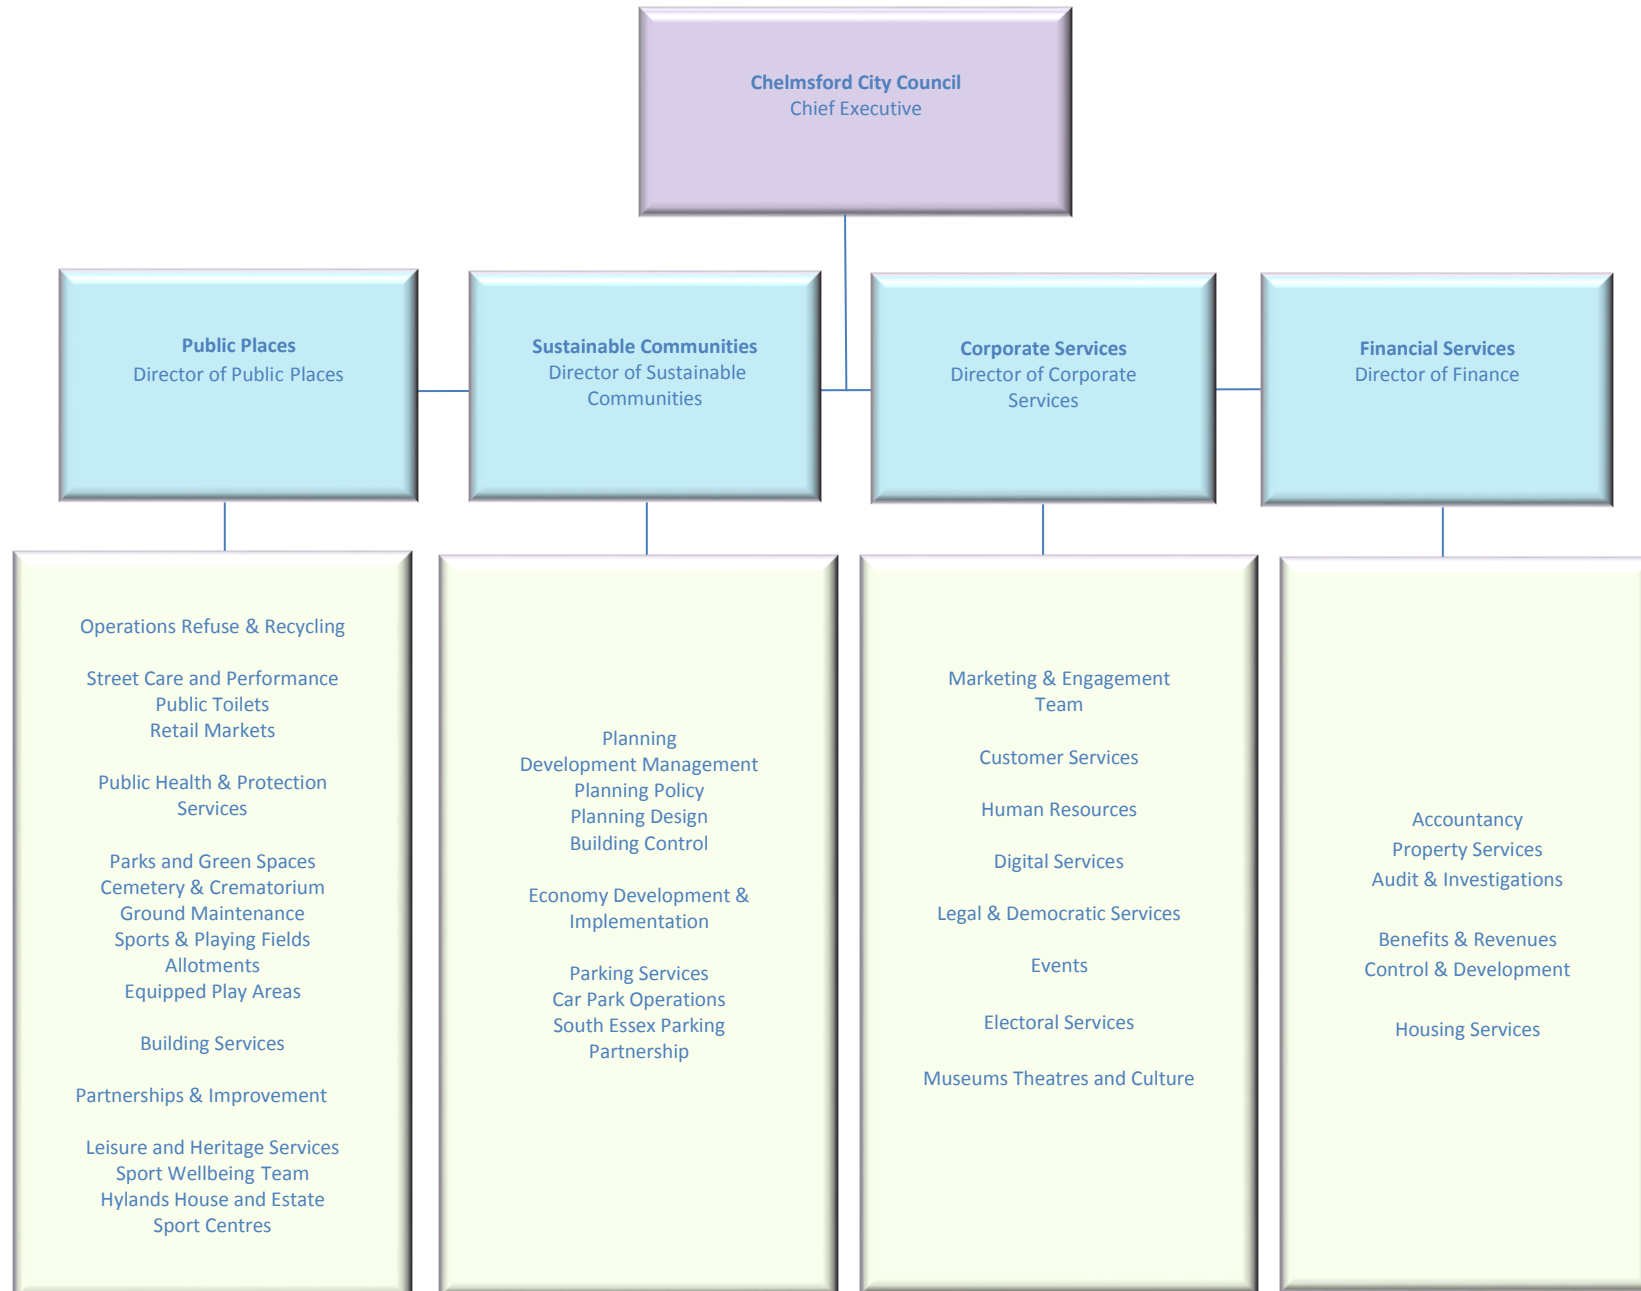 Chelmsford City Council
Chief Executive
Public Places
Director of Public Places
Sustainable Communities
Director of Sustainable
Communities
Corporate Services
Director of Corporate
Services
Financial Services
Director of Finance
Operations Refuse & Recycling
Street Care and Performance
Public Toilets
Retail Markets
Public Health & Protection
Services
Parks and Green Spaces
Cemetery & Crematorium
Ground Maintenance
Sports & Playing Fields
Allotments
Equipped Play Areas
Building Services
Partnerships & Improvement
Leisure and Heritage Services
Sport Wellbeing Team
Hylands House and Estate
Sport Centres
Planning
Development Management
Planning Policy
Planning Design
Building Control
Economy Development &
Implementation
Parking Services
Car Park Operations
South Essex Parking
Partnership
Marketing & Engagement
Team
Customer Services
Human Resources
Digital Services
Legal & Democratic Services
Events
Electoral Services
Museums Theatres and Culture
Accountancy
Property Services
Audit & Investigations
Benefits & Revenues
Control & Development
Housing Services